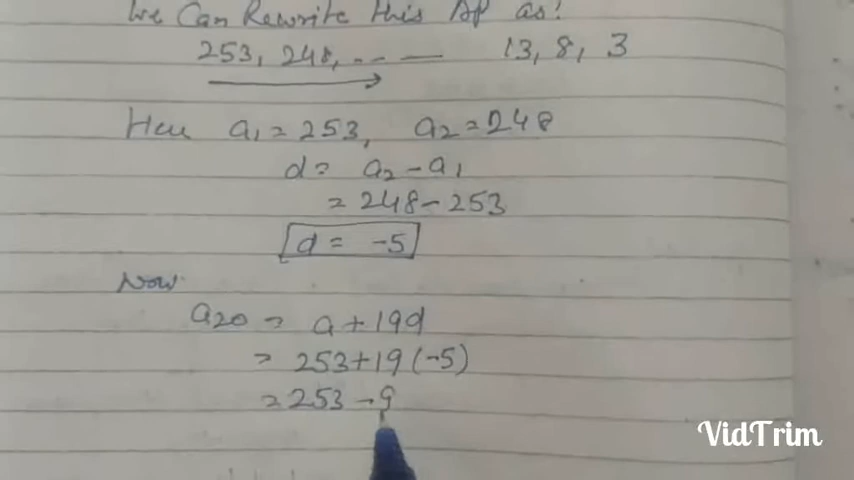 We Can Rewrite this AP as:
253, 248, ... — 13, 8, 3
Here a₁ = 253, a₂ = 248
d = a₂ - a₁
= 248 - 253
d = -5
Now
a₂₀ = a + 19d
= 253 + 19 (-5)
= 253 - 9
VidTrim